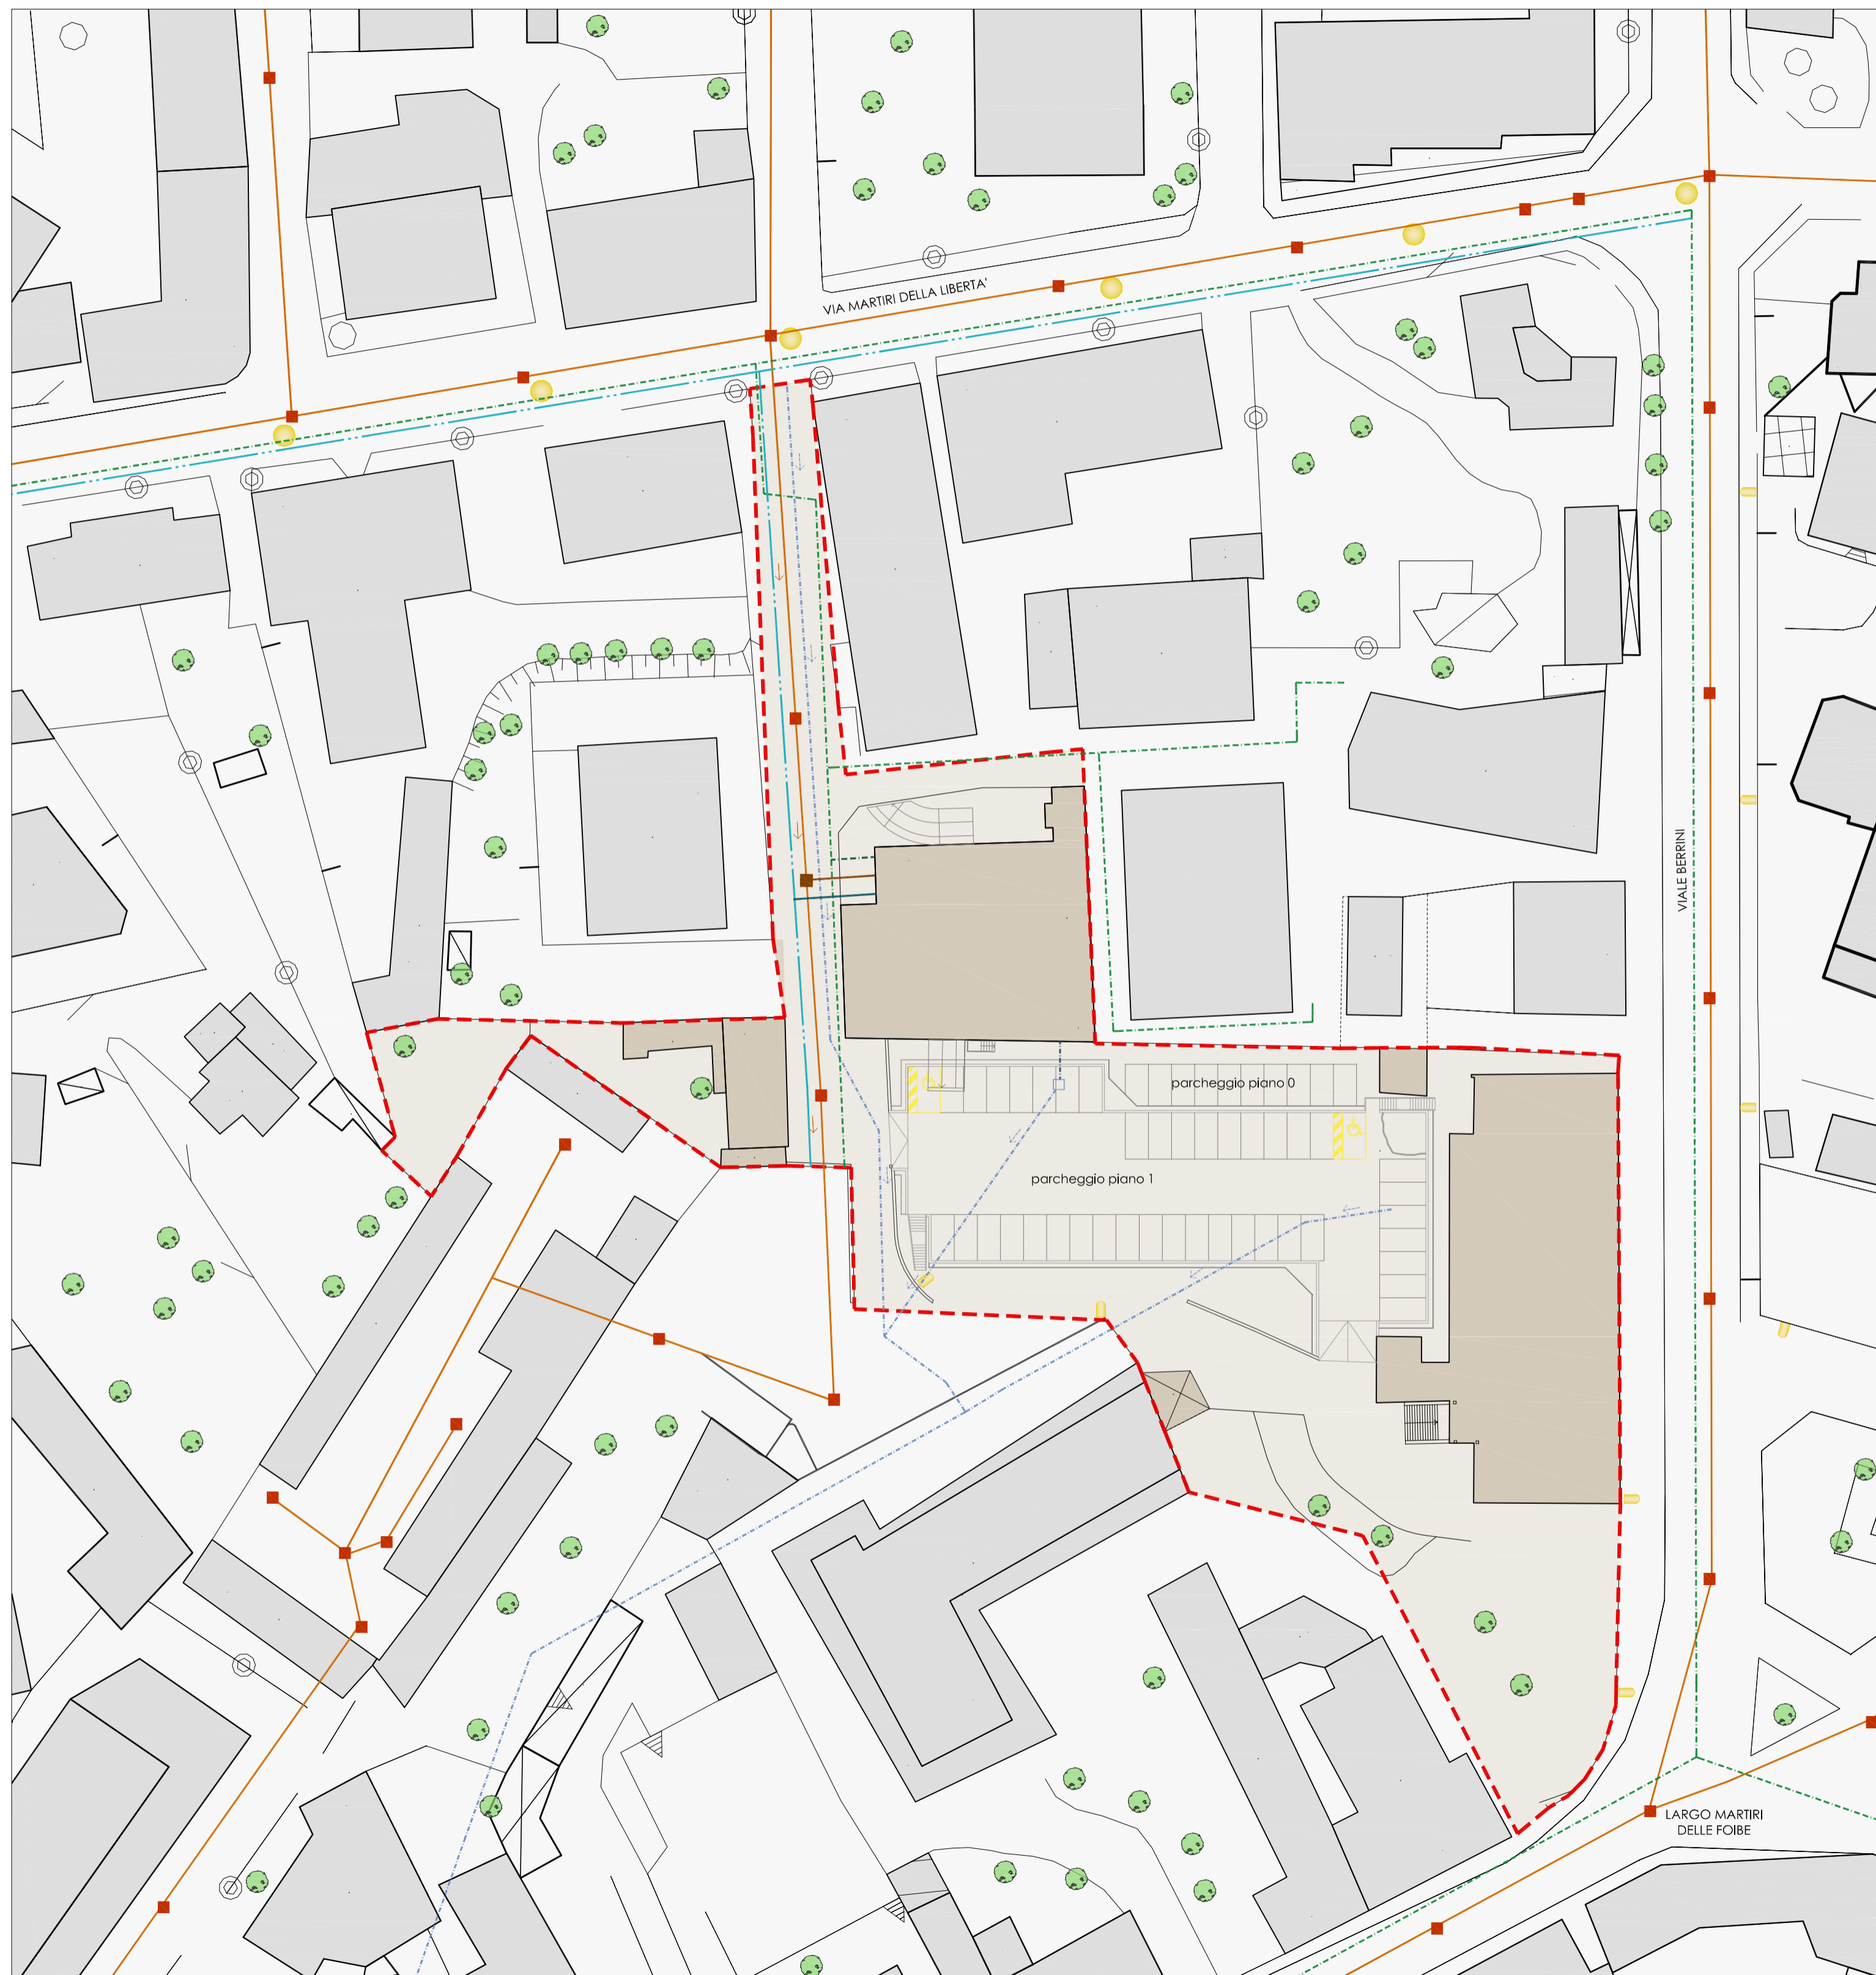 VIA MARTIRI DELLA LIBERTA'
VIALE BERRINI
parcheggio piano 0
parcheggio piano 1
LARGO MARTIRI
DELLE FOIBE